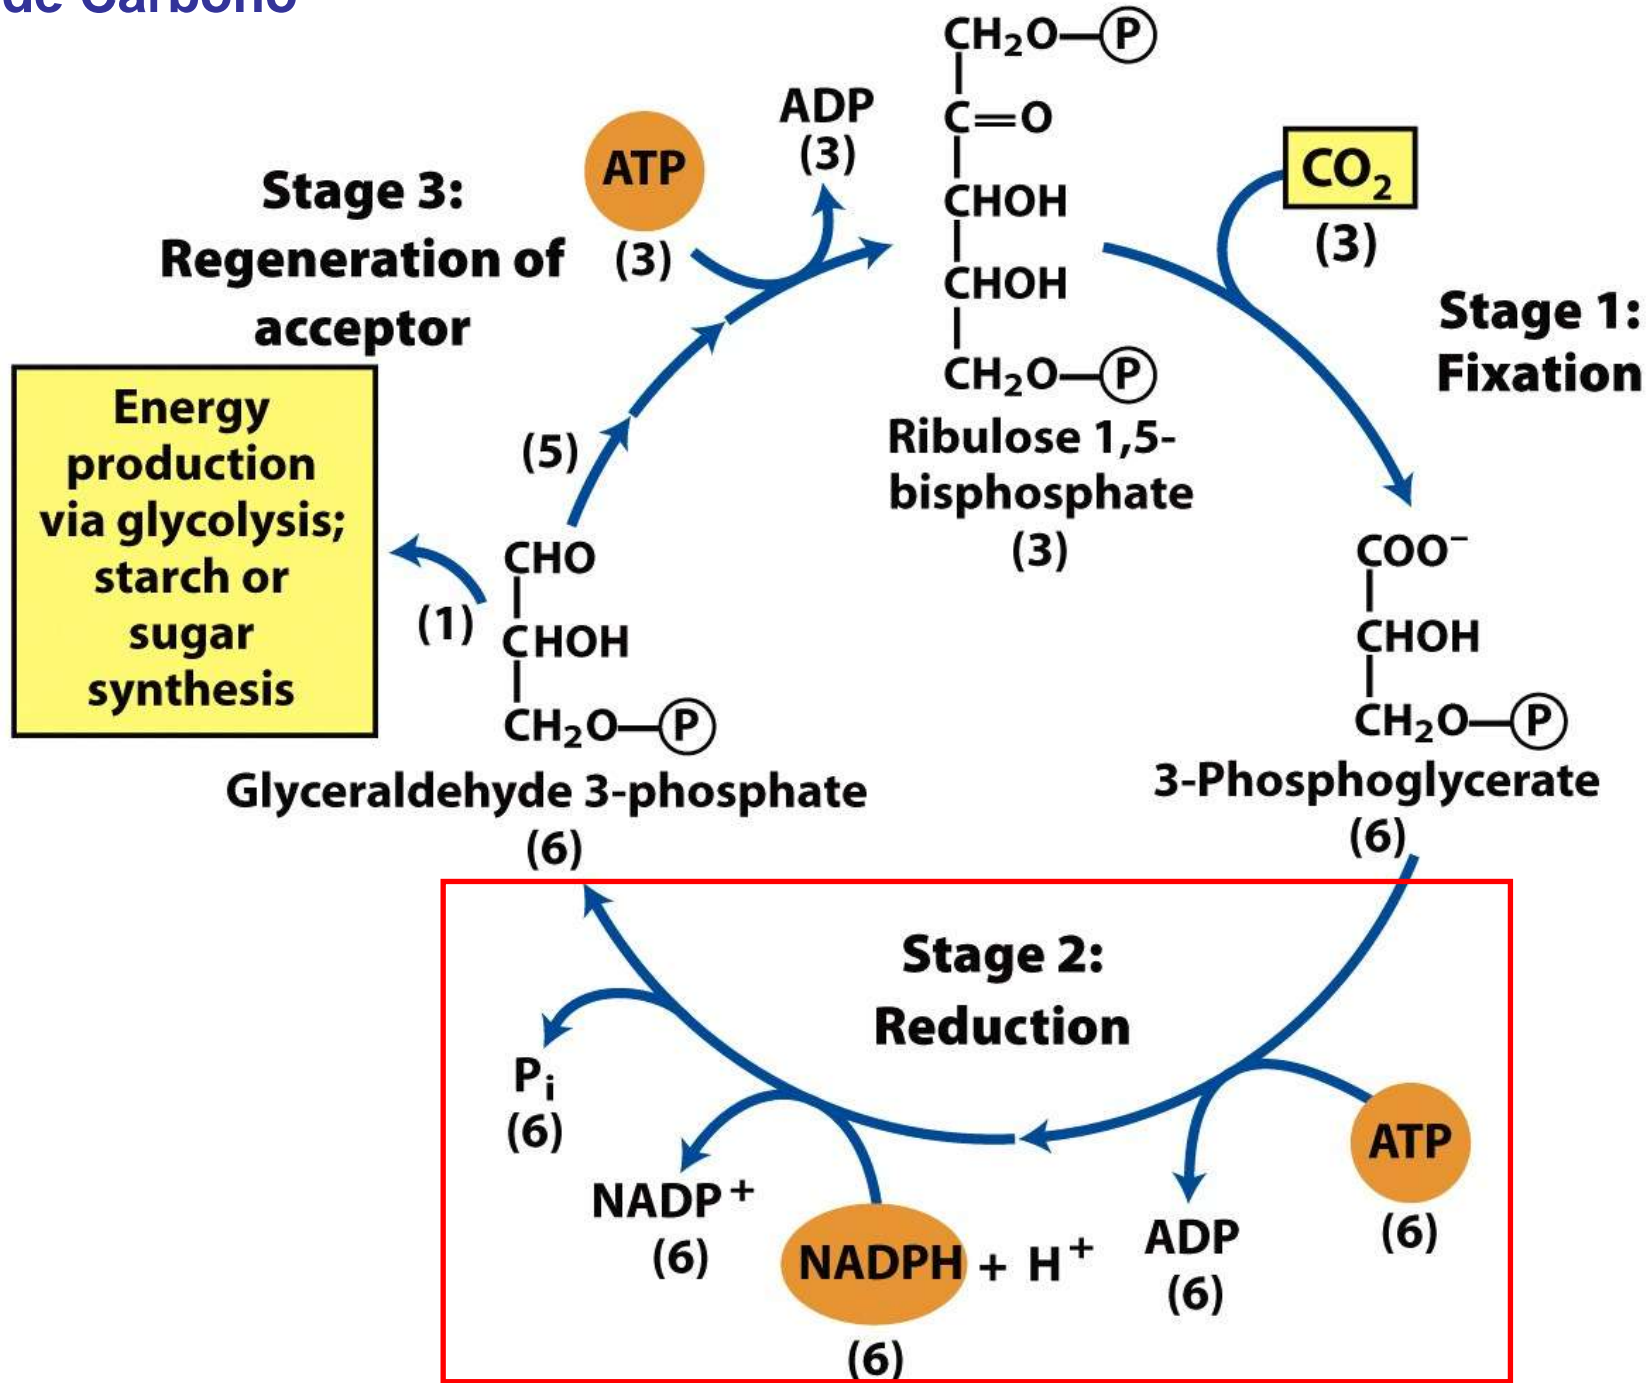 de Carbono
CH₂O—P
C=O
CHOH
CHOH
CH₂O—P
Ribulose 1,5-
bisphosphate
(3)
CO₂
(3)
Stage 1:
Fixation
COO⁻
CHOH
CH₂O—P
3-Phosphoglycerate
(6)
Stage 2:
Reduction
ATP
(6)
ADP
(6)
NADPH + H⁺
(6)
NADP⁺
(6)
Pᵢ
(6)
CHO
CHOH
CH₂O—P
Glyceraldehyde 3-phosphate
(6)
(1)
Energy
production
via glycolysis;
starch or
sugar
synthesis
(5)
Stage 3:
Regeneration of
acceptor
ATP
(3)
ADP
(3)